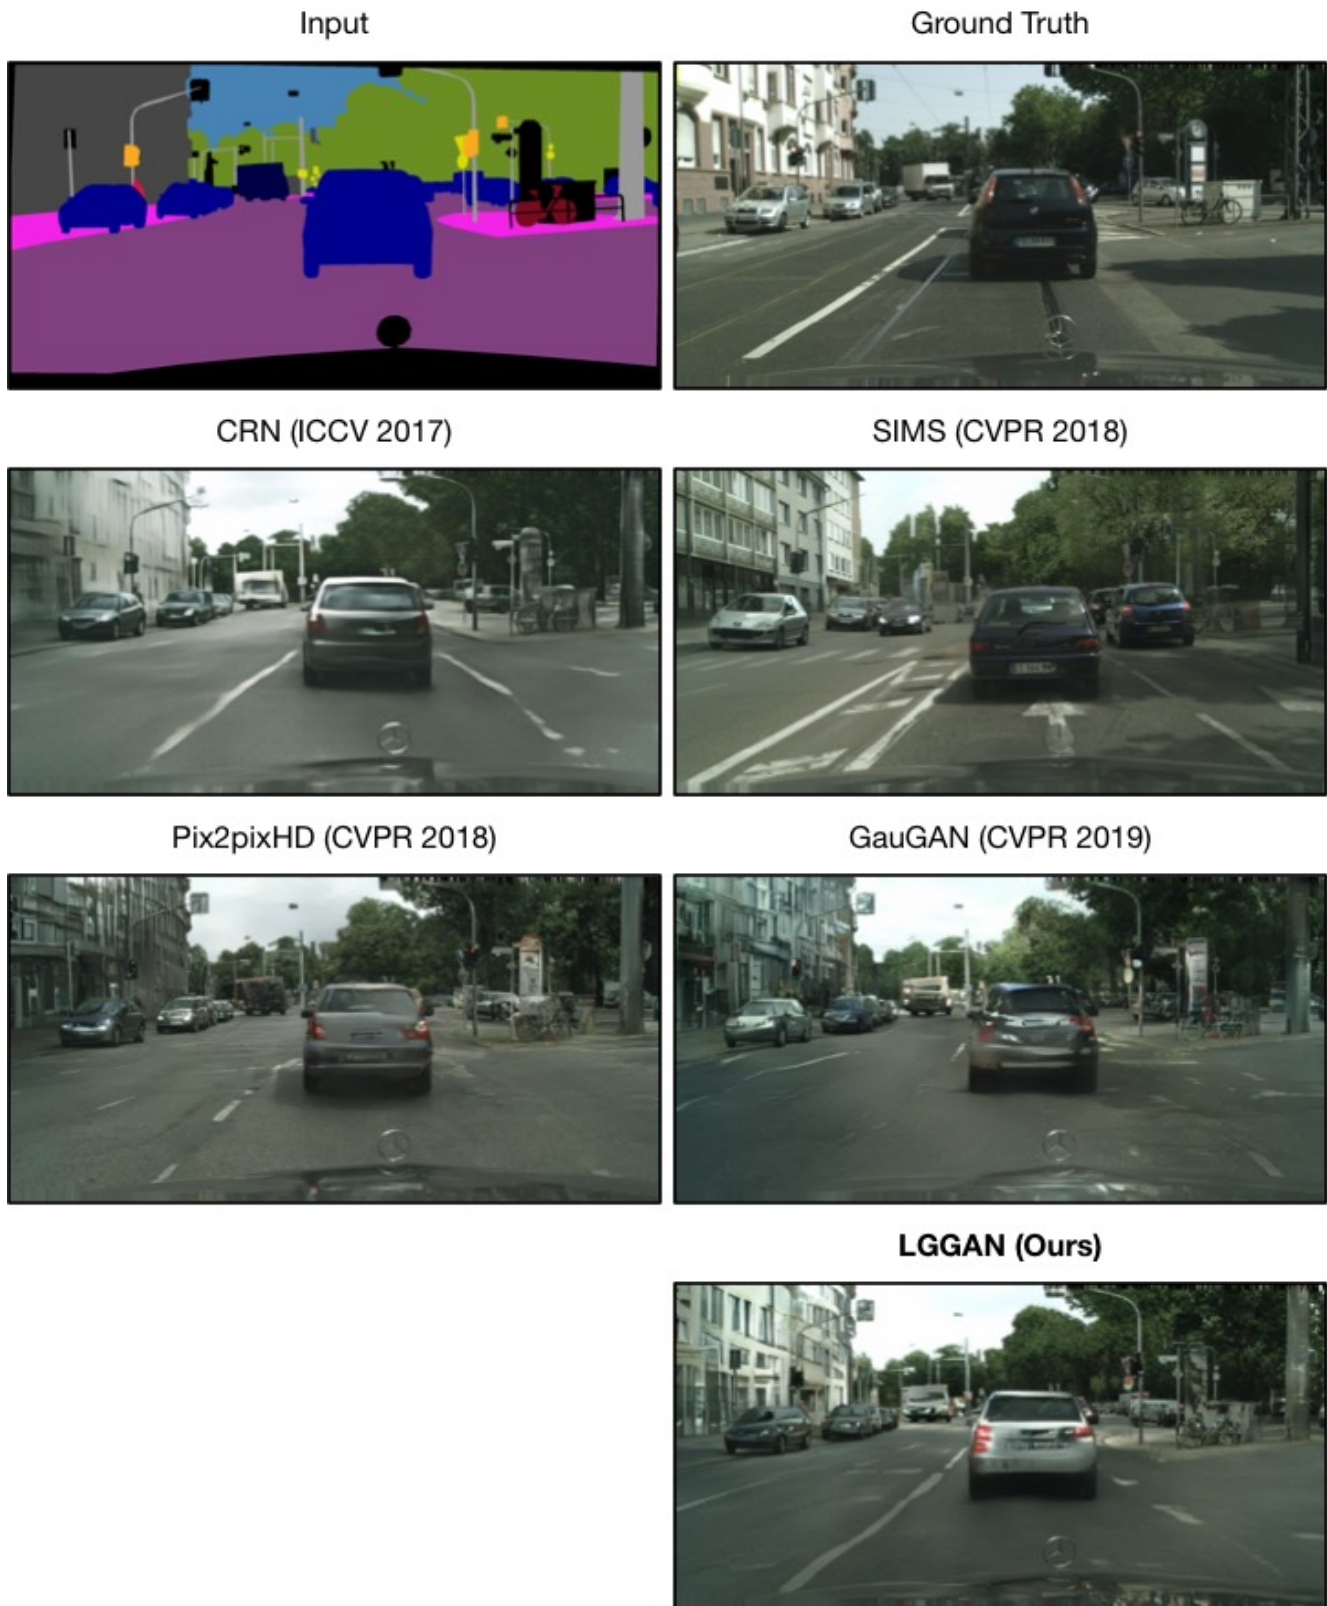 Input
Ground Truth
CRN (ICCV 2017)
SIMS (CVPR 2018)
Pix2pixHD (CVPR 2018)
GauGAN (CVPR 2019)
LGGAN (Ours)